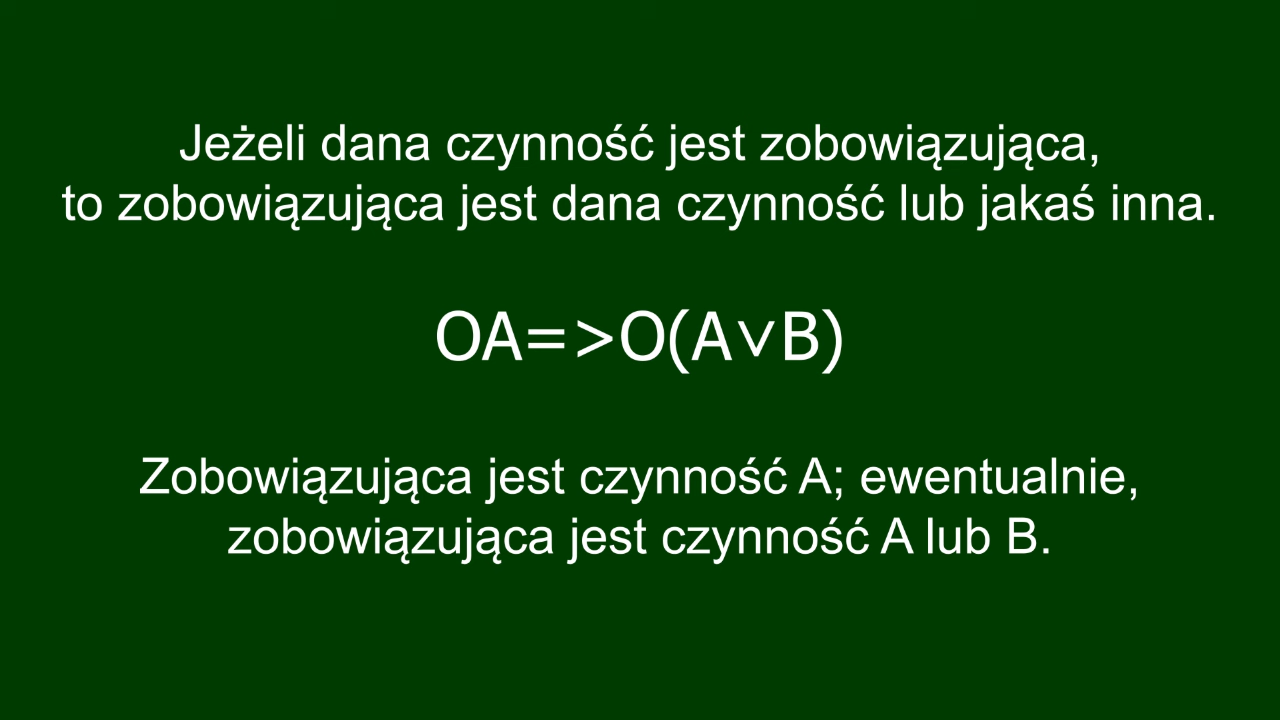 Jeżeli dana czynność jest zobowiązująca,
to zobowiązująca jest dana czynność lub jakaś inna.
OA=>O(A∨B)
Zobowiązująca jest czynność A; ewentualnie,
zobowiązująca jest czynność A lub B.